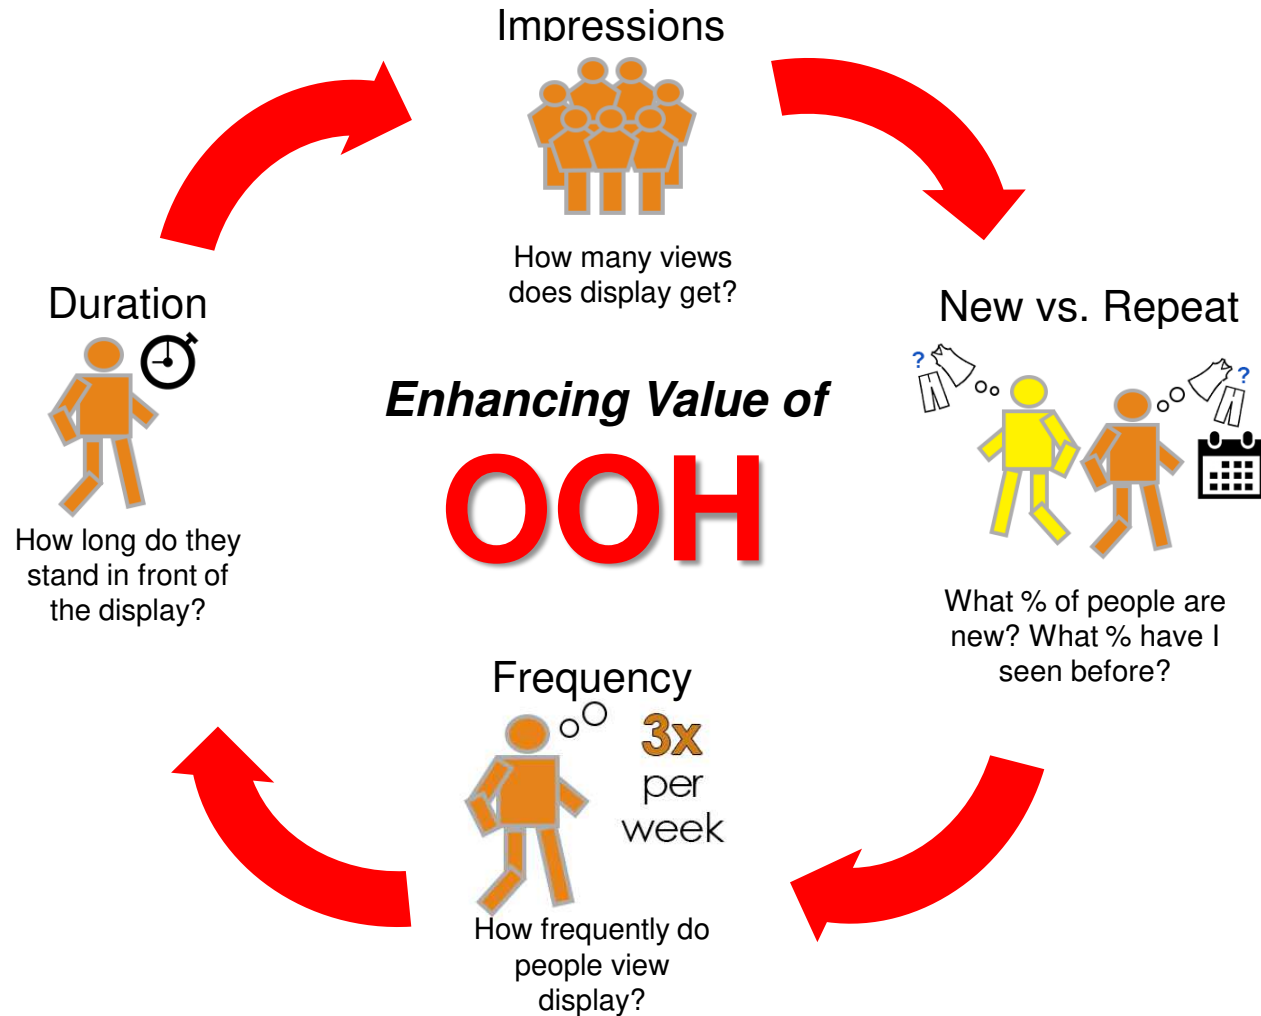 Impressions
How many views
does display get?
Duration
How long do they
stand in front of
the display?
New vs. Repeat
?
?
What % of people are
new? What % have I
seen before?
Enhancing Value of
OOH
Frequency
3x
per
week
How frequently do
people view
display?